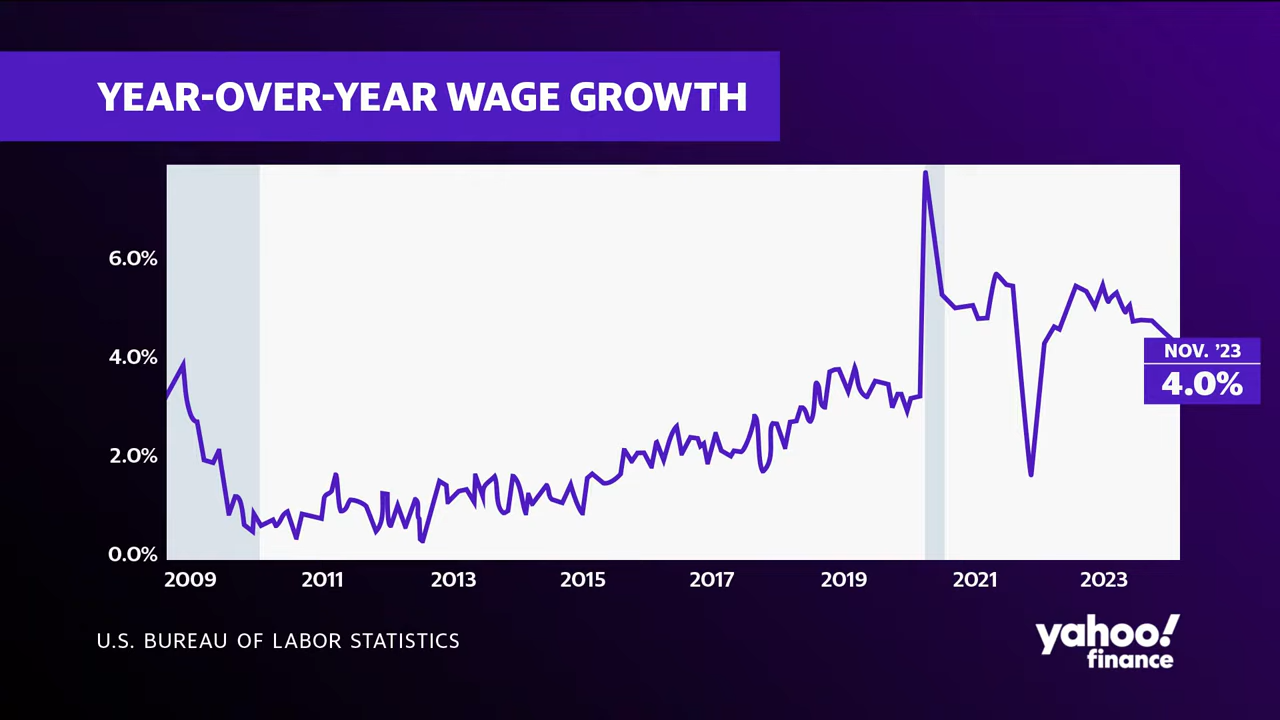 YEAR-OVER-YEAR WAGE GROWTH
6.0%
4.0%
2.0%
0.0%
2009 2011 2013 2015 2017 2019 2021 2023
NOV. ’23
4.0%
U.S. BUREAU OF LABOR STATISTICS
yahoo!
finance